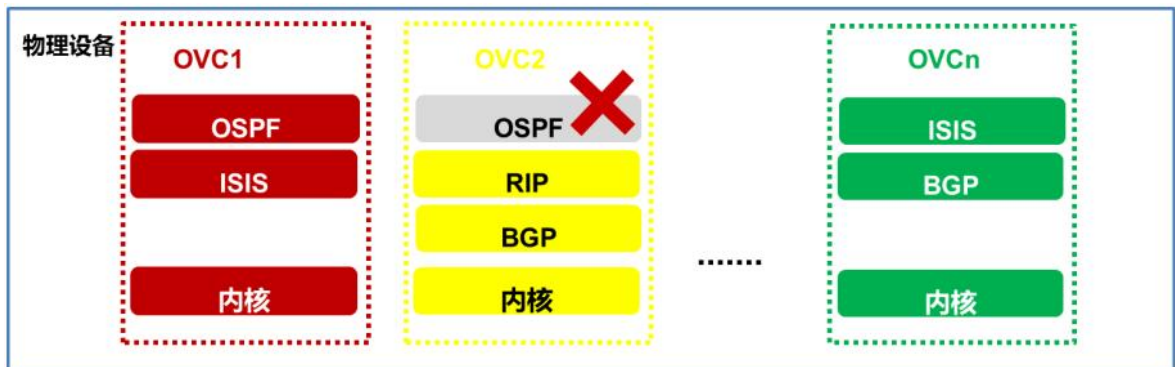 物理设备
OVC1
OSPF
ISIS
内核
OVC2
OSPF
RIP
BGP
内核
.......
OVCn
ISIS
BGP
内核